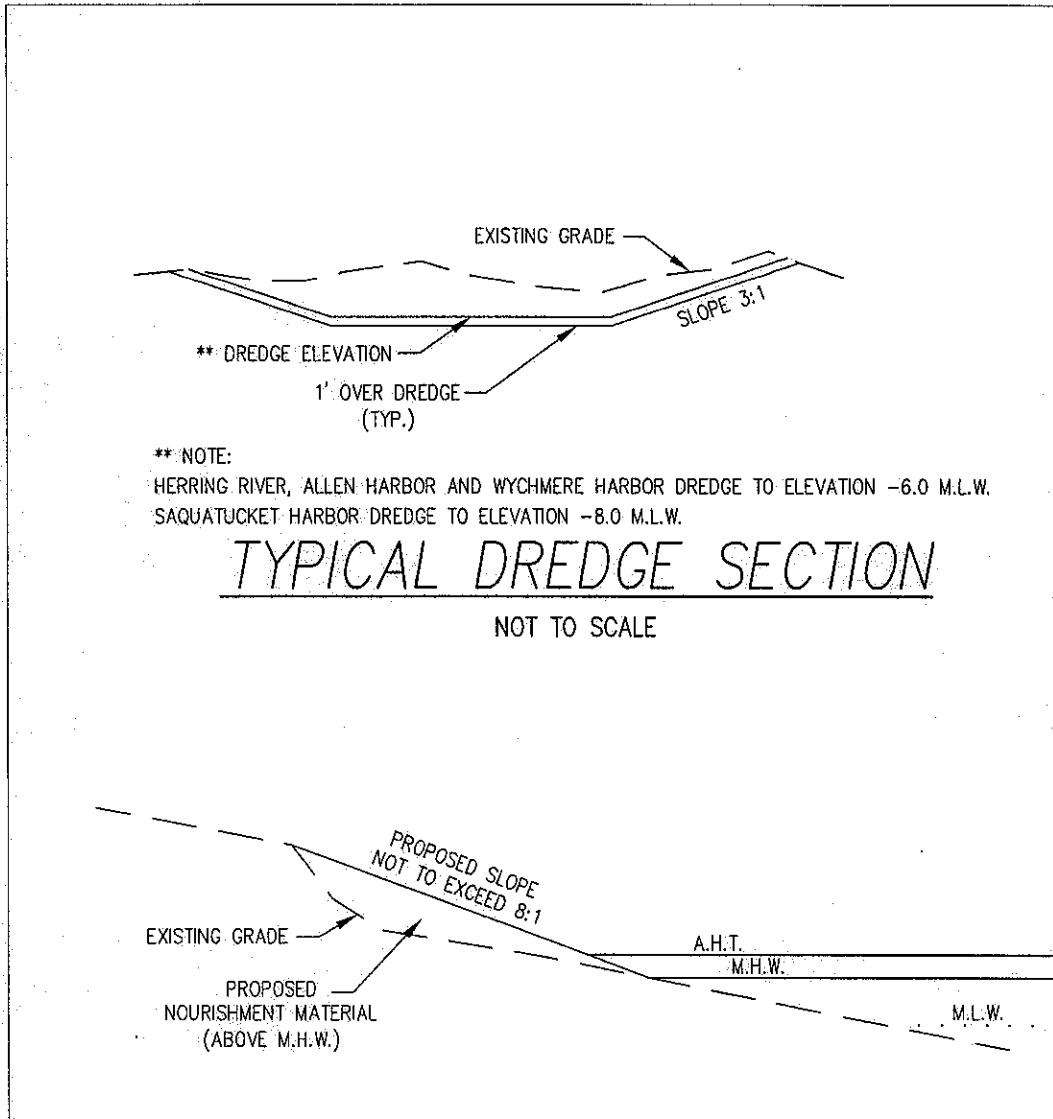 EXISTING GRADE
SLOPE 3:1
** DREDGE ELEVATION
1' OVER DREDGE
(TYP.)
** NOTE:
HERRING RIVER, ALLEN HARBOR AND WYCHMERE HARBOR DREDGE TO ELEVATION -6.0 M.L.W.
SAQUATUCKET HARBOR DREDGE TO ELEVATION -8.0 M.L.W.
TYPICAL DREDGE SECTION
NOT TO SCALE
PROPOSED SLOPE
NOT TO EXCEED 8:1
EXISTING GRADE
PROPOSED
NOURISHMENT MATERIAL
(ABOVE M.H.W.)
A.H.T.
M.H.W.
M.L.W.